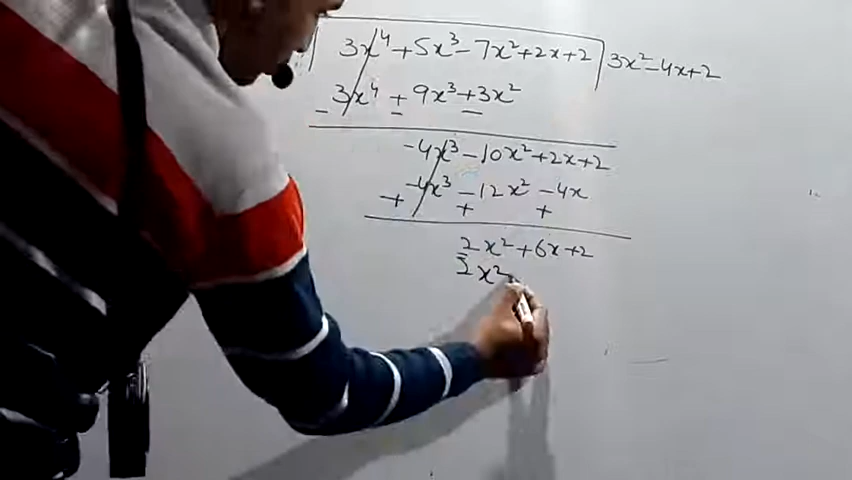 3x⁴ + 5x³ - 7x² + 2x + 2 | 3x² - 4x + 2
- 3x⁴ + 9x³ + 3x²
- -
-4x³ - 10x² + 2x + 2
-4x³ - 12x² - 4x
+ + +
2x² + 6x + 2
2x²